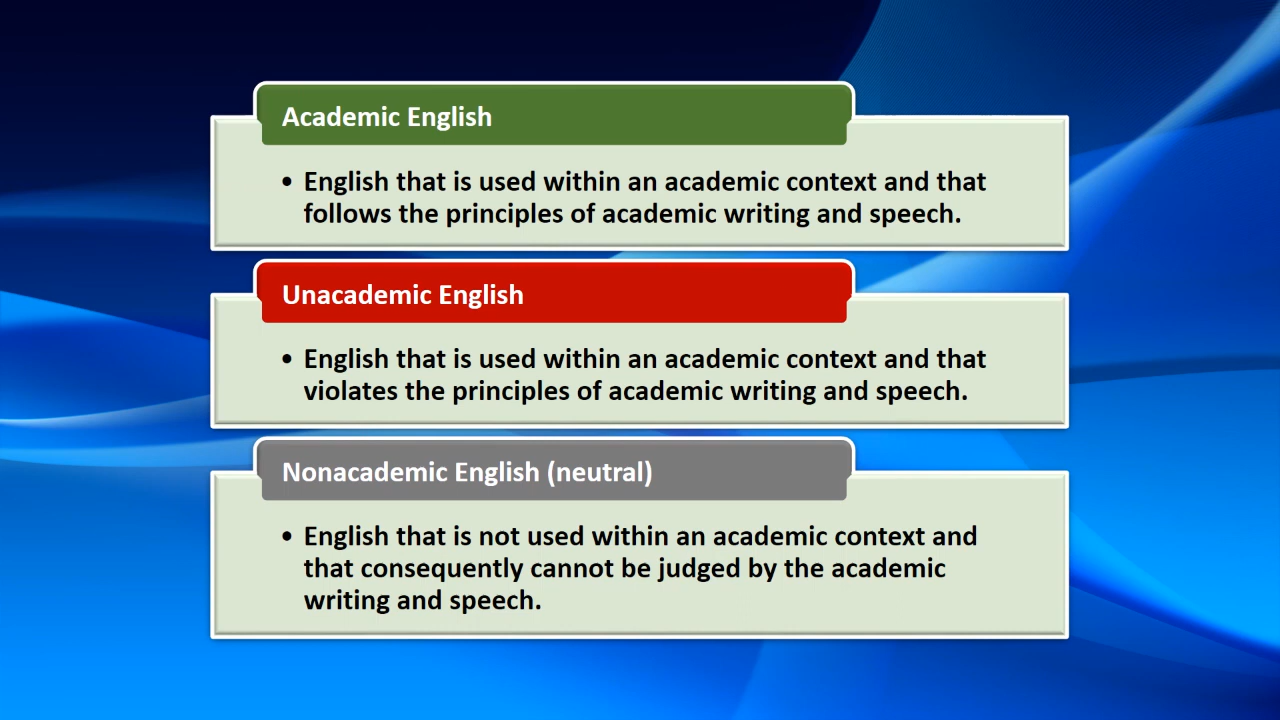 Academic English
• English that is used within an academic context and that
follows the principles of academic writing and speech.
Unacademic English
• English that is used within an academic context and that
violates the principles of academic writing and speech.
Nonacademic English (neutral)
• English that is not used within an academic context and
that consequently cannot be judged by the academic
writing and speech.